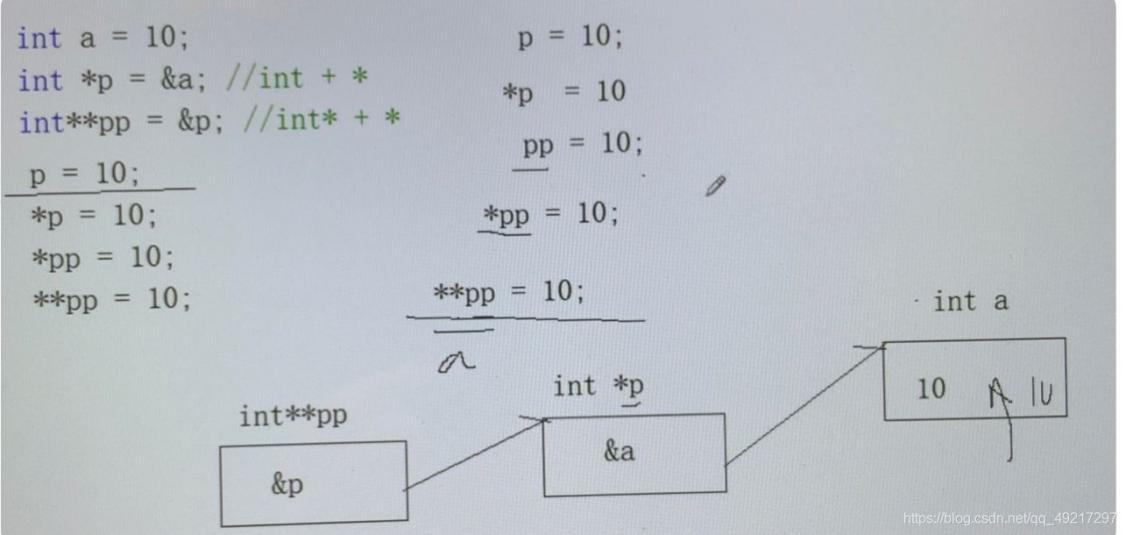 int a = 10;
int *p = &a; //int + *
int**pp = &p; //int* + *
p = 10;
*p = 10;
*pp = 10;
**pp = 10;
p = 10;
*p = 10
pp = 10;
*pp = 10;
**pp = 10;
a
int**pp
&p
int *p
&a
int a
10
10
https://blog.csdn.net/qq_49217297